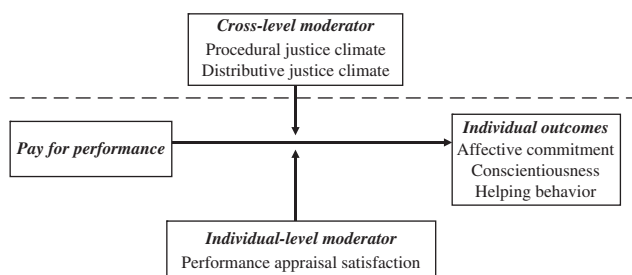 Cross-level moderator
Procedural justice climate
Distributive justice climate
Pay for performance
Individual outcomes
Affective commitment
Conscientiousness
Helping behavior
Individual-level moderator
Performance appraisal satisfaction